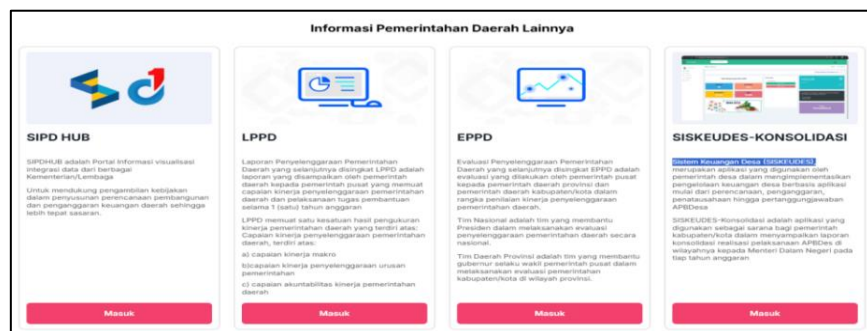 Informasi Pemerintahan Daerah Lainnya
SIPD HUB
SIPDHUB adalah Portal Informasi visualisasi
integrasi data dari berbagai
Kementerian/Lembaga
Untuk mendukung pengambilan kebijakan
dalam penyusunan perencanaan pembangunan
dan penganggaran keuangan daerah sehingga
lebih tepat sasaran.
Masuk
LPPD
Laporan Penyelenggaraan Pemerintahan
Daerah yang selanjutnya disingkat LPPD adalah
laporan yang disampaikan oleh pemerintah
daerah kepada pemerintah pusat yang memuat
capaian kinerja penyelenggaraan pemerintahan
daerah dan pelaksanaan tugas pembantuan
selama 1 (satu) tahun anggaran
LPPD memuat satu kesatuan hasil pengukuran
kinerja pemerintahan daerah yang terdiri atas:
Capaian kinerja penyelenggaraan pemerintahan
daerah, terdiri atas:
a) capaian kinerja makro
b)capaian kinerja penyelenggaraan urusan
pemerintahan
c) capaian akuntabilitas kinerja pemerintahan
daerah
Masuk
EPPD
Evaluasi Penyelenggaraan Pemerintahan
Daerah yang selanjutnya disingkat EPPD adalah
evaluasi yang dilakukan oleh pemerintah pusat
kepada pemerintah daerah provinsi dan
pemerintah daerah kabupaten/kota dalam
rangka penilaian kinerja penyelenggaraan
pemerintahan daerah.
Tim Nasional adalah tim yang membantu
Presiden dalam melaksanakan evaluasi
penyelenggaraan pemerintah daerah secara
nasional.
Tim Daerah Provinsi adalah tim yang membantu
gubernur selaku wakil pemerintah pusat dalam
melaksanakan evaluasi pemerintahan
kabupaten/kota di wilayah provinsi.
Masuk
SISKEUDES-KONSOLIDASI
Sistem Keuangan Desa (SISKEUDES),
merupakan aplikasi yang digunakan oleh
pemerintah desa dalam mengimplementasikan
pengelolaan keuangan desa berbasis aplikasi
mulai dari perencanaan, penganggaran,
penatausahaan hingga pertanggungjawaban
APBDesa
SISKEUDES-Konsolidasi adalah aplikasi yang
digunakan sebagai sarana bagi pemerintah
kabupaten/kota dalam menyampaikan laporan
konsolidasi realisasi pelaksanaan APBDes di
wilayahnya kepada Menteri Dalam Negeri pada
tiap tahun anggaran
Masuk